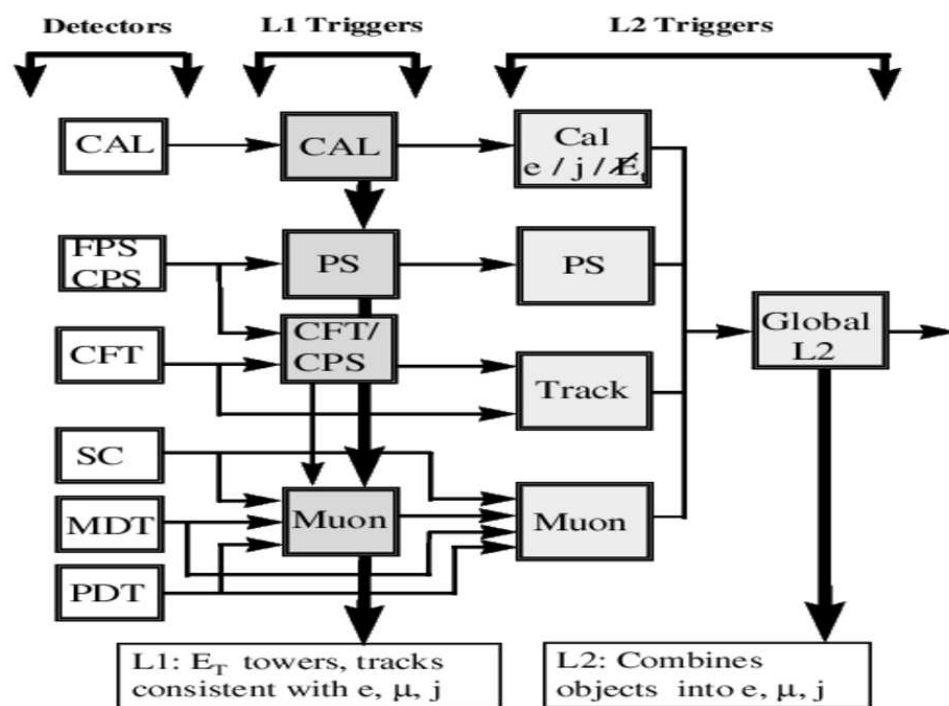 Detectors
L1 Triggers
L2 Triggers
CAL
CAL
Cal
e / j / E̸t
FPS
CPS
PS
PS
CFT
CFT/
CPS
Track
Global
L2
SC
MDT
PDT
Muon
Muon
L1: E_T towers, tracks
consistent with e, μ, j
L2: Combines
objects into e, μ, j